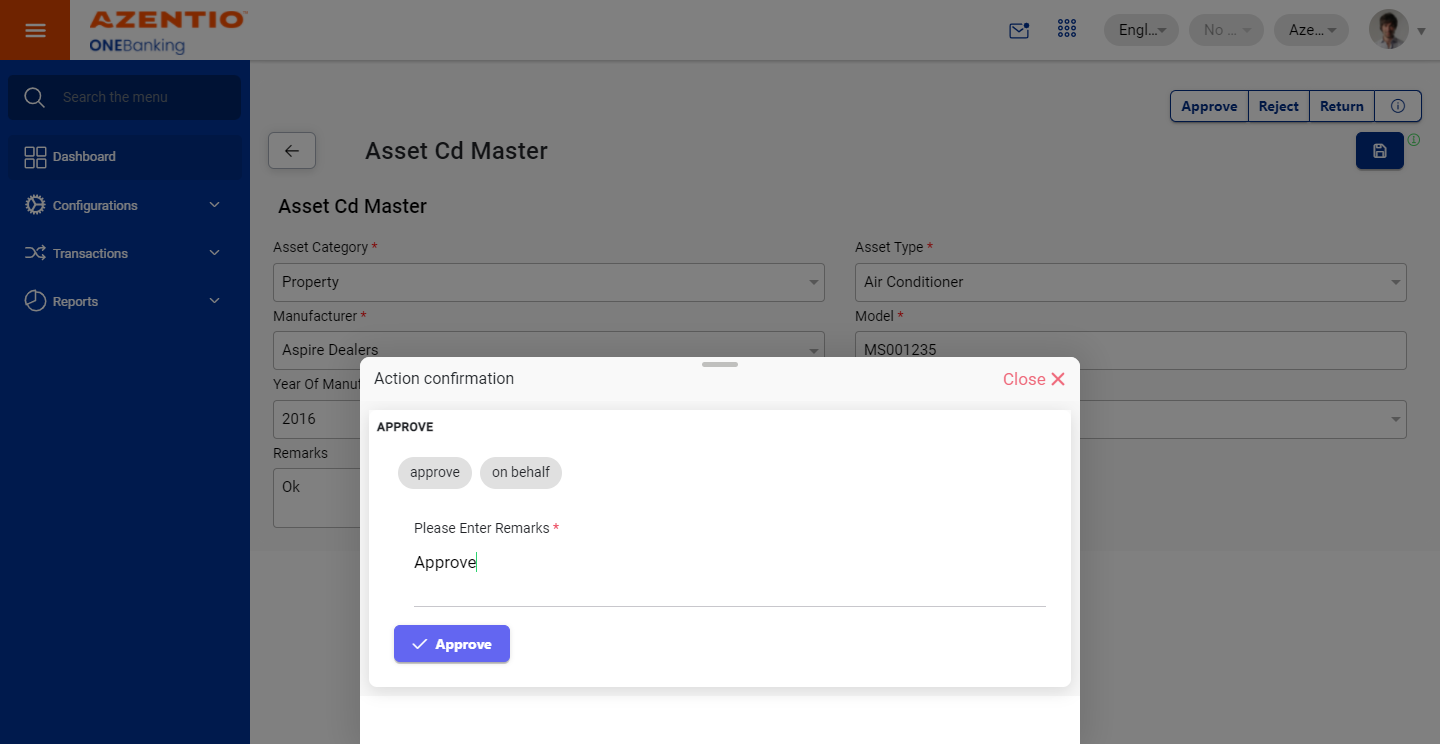 AZENTIO™
ONEBanking
Engl...
No ...
Aze...
Search the menu
Dashboard
Configurations
Transactions
Reports
Approve
Reject
Return
Asset Cd Master
Asset Cd Master
Asset Category *
Asset Type *
Property
Air Conditioner
Manufacturer *
Model *
Aspire Dealers
MS001235
Year Of Manuf
2016
Remarks
Ok
Action confirmation
Close
APPROVE
approve
on behalf
Please Enter Remarks *
Approve
Approve